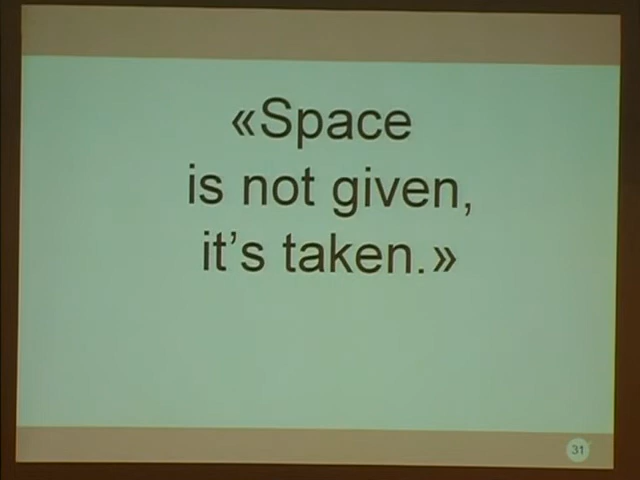 «Space
is not given,
it’s taken.»
31